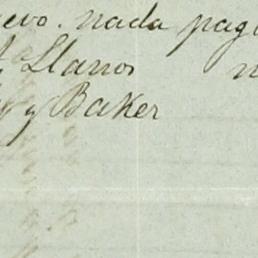 evo. nada pag
Llanos
y Baker